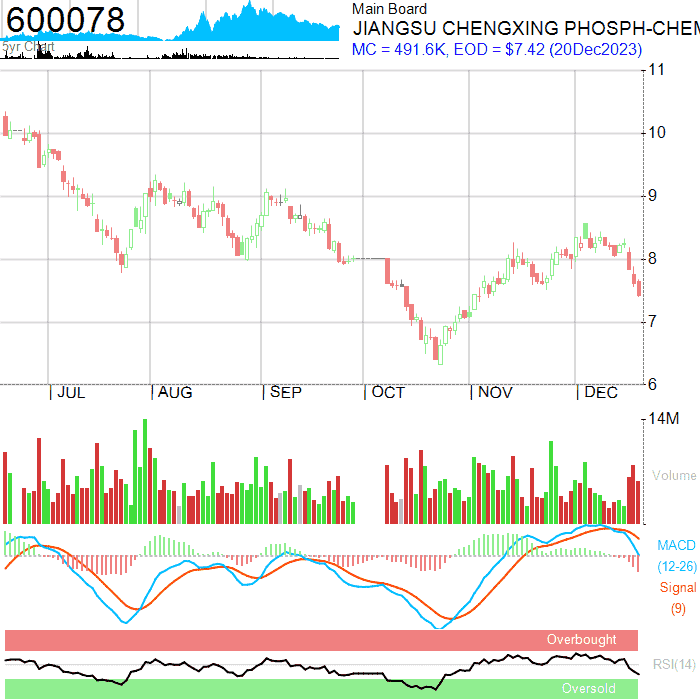 600078
5yr Chart
Main Board
JIANGSU CHENGXING PHOSPH-CHEM
MC = 491.6K, EOD = $7.42 (20Dec2023)
11
10
9
8
7
6
JUL
AUG
SEP
OCT
NOV
DEC
14M
Volume
MACD
(12-26)
Signal
(9)
Overbought
RSI(14)
Oversold